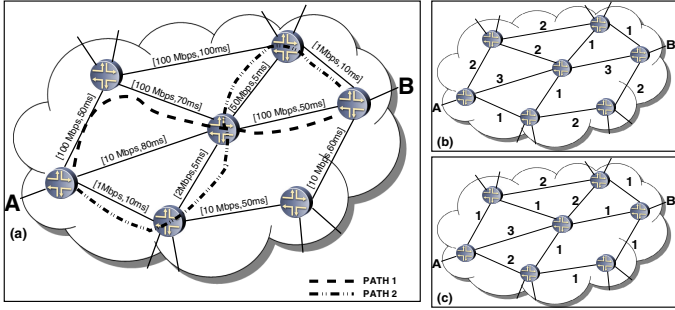 [100 Mbps,100ms]
[1Mbps,10ms]
[100 Mbps,50ms]
[100 Mbps,70ms]
[50Mbps,5ms]
B
[100 Mbps,50ms]
[10 Mbps,80ms]
[10 Mbps,60ms]
A
[1Mbps,10ms]
[2Mbps,5ms]
[10 Mbps,50ms]
(a)
PATH 1
PATH 2
2
1
2
2
1
B
3
3
A
1
1
2
2
(b)
2
1
1
1
1
B
1
3
A
2
1
1
1
(c)